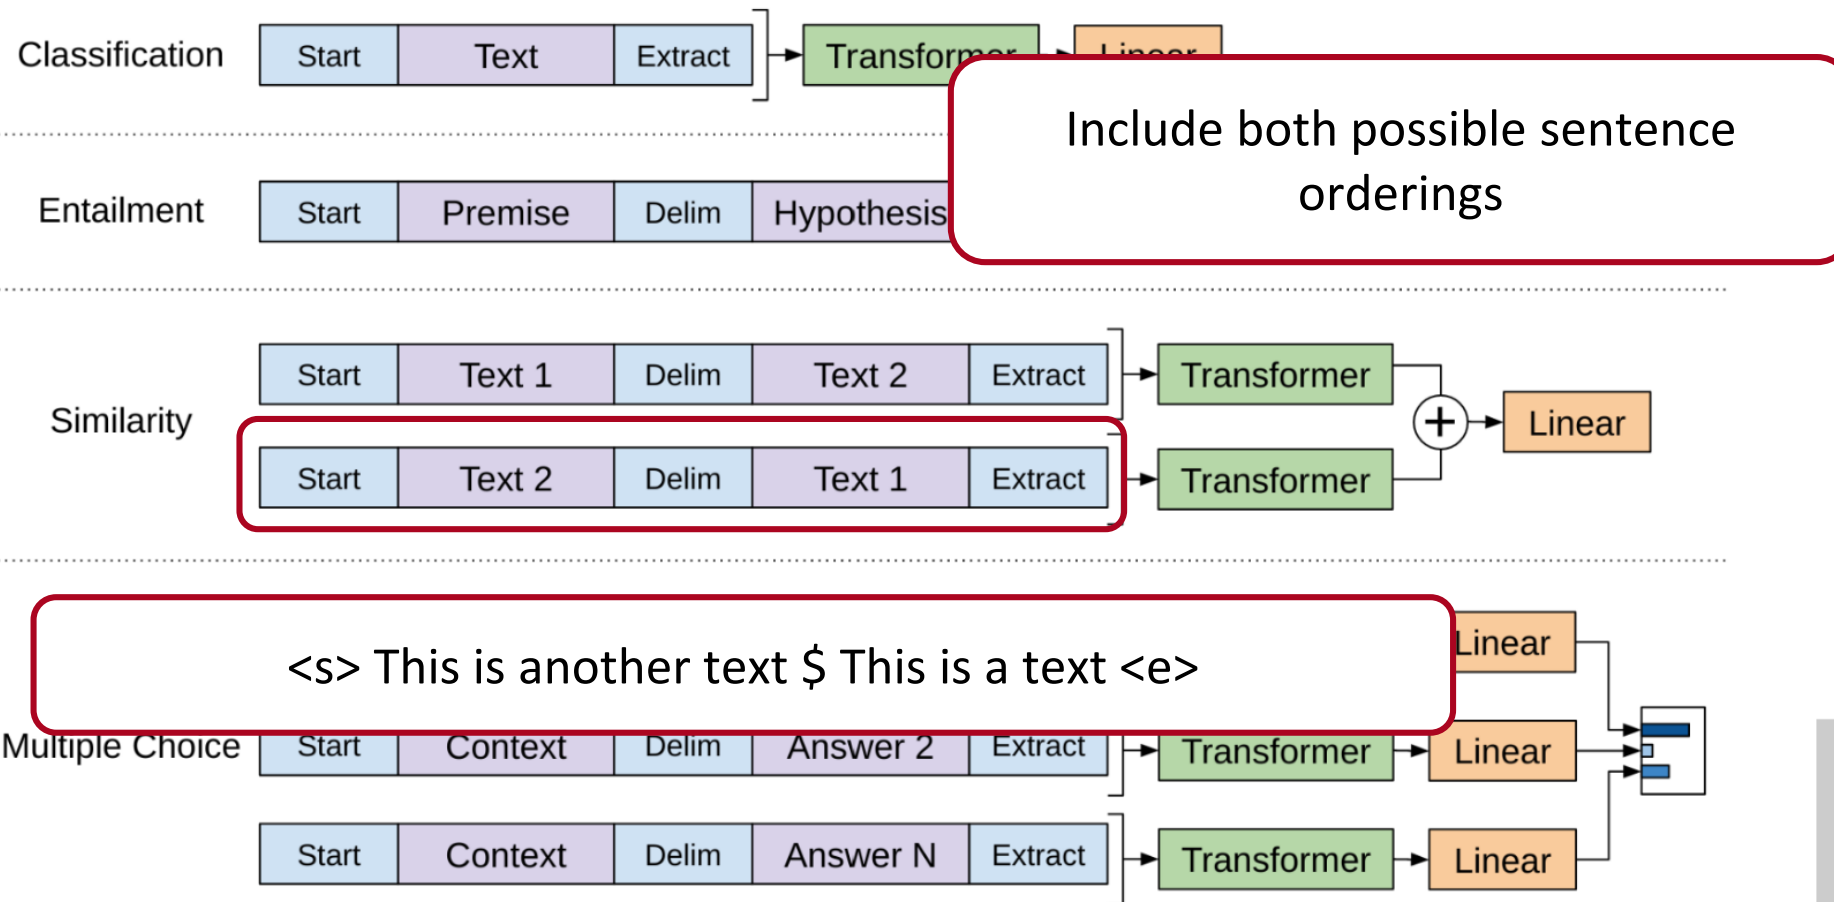 Classification Start Text Extract Transformer Linear
Include both possible sentence
orderings
Entailment Start Premise Delim Hypothesis
Similarity
Start Text 1 Delim Text 2 Extract Transformer
+ Linear
Start Text 2 Delim Text 1 Extract Transformer
<s> This is another text $ This is a text <e>
Linear
Multiple Choice Start Context Delim Answer 2 Extract Transformer Linear
Start Context Delim Answer N Extract Transformer Linear